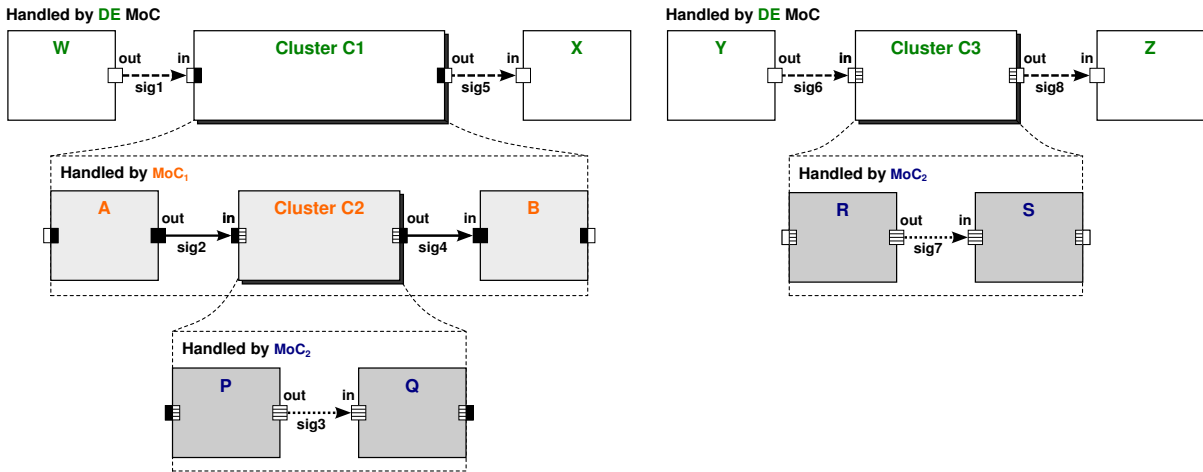 Handled by DE MoC
W
out
sig1
in
Cluster C1
out
sig5
in
X
Handled by MoC₁
A
out
sig2
in
Cluster C2
out
sig4
in
B
Handled by MoC₂
P
out
sig3
in
Q
Handled by DE MoC
Y
out
sig6
in
Cluster C3
out
sig8
in
Z
Handled by MoC₂
R
out
sig7
in
S